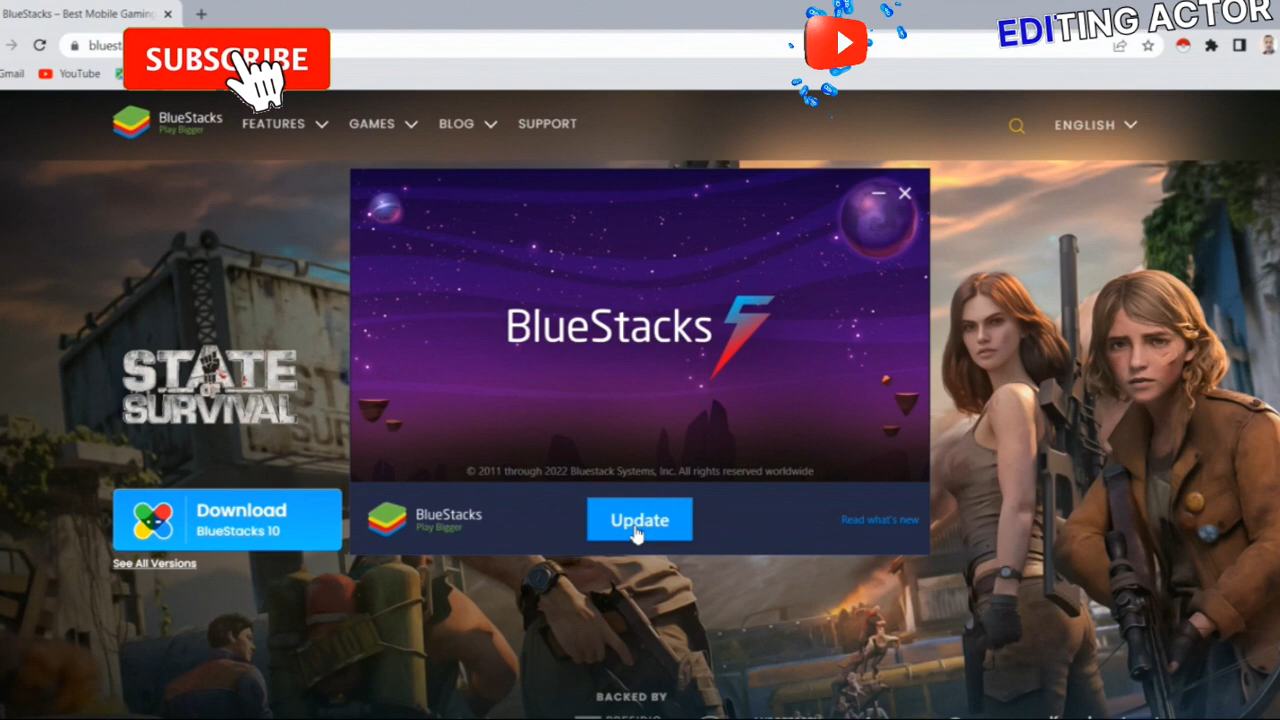 BlueStacks – Best Mobile Gaming
EDITING ACTOR
SUBSCRIBE
Gmail
YouTube
BlueStacks
Play Bigger
FEATURES
GAMES
BLOG
SUPPORT
ENGLISH
BlueStacks 5
STATE
OF
SURVIVAL
© 2011 through 2022 Bluestack Systems, Inc. All rights reserved worldwide
Download
BlueStacks 10
See All Versions
BlueStacks
Play Bigger
Update
Read what's new
BACKED BY